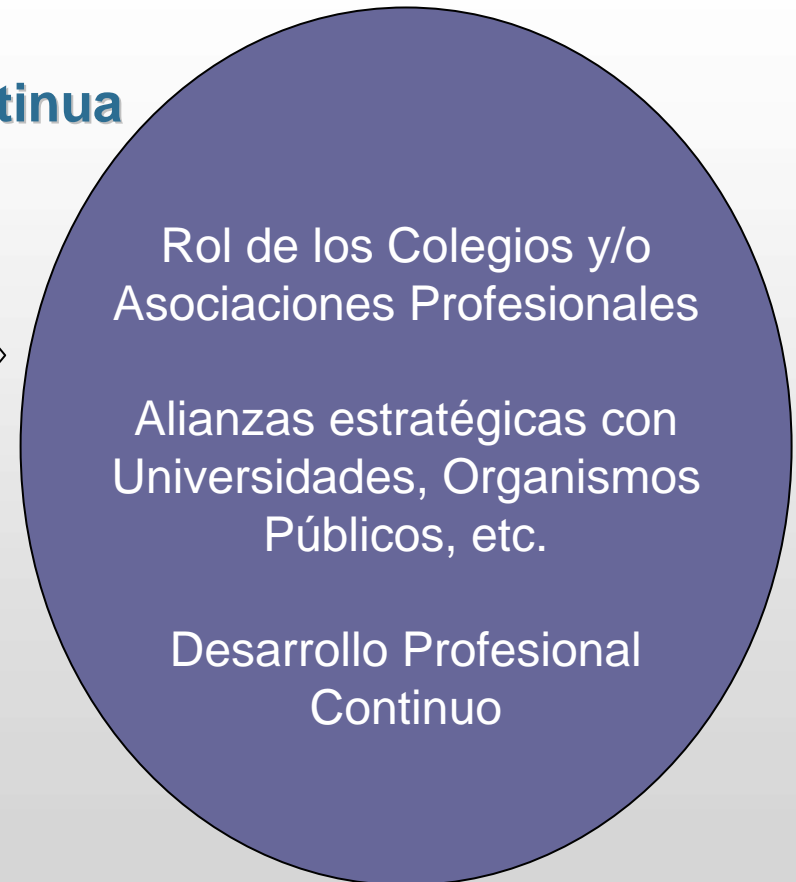 tinua
Rol de los Colegios y/o
Asociaciones Profesionales
Alianzas estratégicas con
Universidades, Organismos
Públicos, etc.
Desarrollo Profesional
Continuo